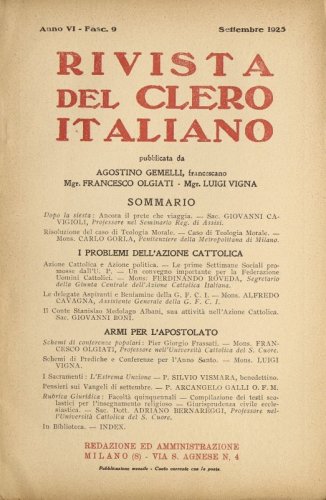 Anno VI - Fasc. 9 Settembre 1925
RIVISTA
DEL CLERO
ITALIANO
pubblicata da
AGOSTINO GEMELLI, francescano
Mgr. FRANCESCO OLGIATI - Mgr. LUIGI VIGNA
SOMMARIO
Dopo la siesta: Ancora il prete che viaggia. — Sac. GIOVANNI CA-
VIGIOLI, Professore nel Seminario Reg. di Assisi.
Risoluzione del caso di Teologia Morale. — Caso di Teologia Morale. —
Mons. CARLO GORLA, Penitenziere della Metropolitana di Milano.
I PROBLEMI DELL'AZIONE CATTOLICA
Azione Cattolica e Azione politica. — Le prime Settimane Sociali pro-
mosse dall'U. P. — Un convegno importante per la Federazione
Uomini Cattolici. — Mons. FERDINANDO ROVEDA, Segretario
della Giunta Centrale dell'Azione Cattolica Italiana.
Le delegate Aspiranti e Beniamine della G. F. C. I. — Mons. ALFREDO
CAVAGNA, Assistente Generale della G. F. C. I.
Il Conte Stanislao Medolago Albani, sua attività nell'Azione Cattolica.
Sac. GIOVANNI BONI.
ARMI PER L'APOSTOLATO
Schemi di conferenze popolari: Pier Giorgio Frassati. — Mons. FRAN-
CESCO OLGIATI, Professore nell'Università Cattolica del S. Cuore.
Schemi di Prediche e Conferenze per l'Anno Santo. — Mons. LUIGI
VIGNA.
I Sacramenti: L'Estrema Unzione — P. SILVIO VISMARA, benedettino.
Pensieri sui Vangeli di settembre. — P. ARCANGELO GALLI O. F. M.
Rubrica Giuridica: Facoltà quinquennali — Compilazione dei testi sco-
lastici per l'insegnamento religioso — Giurisprudenza civile eccle-
siastica. — Sac. Dott. ADRIANO BERNAREGGI, Professore nel-
l'Università Cattolica del S. Cuore.
In Biblioteca. — INDEX.
REDAZIONE ED AMMINISTRAZIONE
MILANO (8) - VIA S. AGNESE N. 4
Pubblicazione mensile - Conto corrente con la posta.